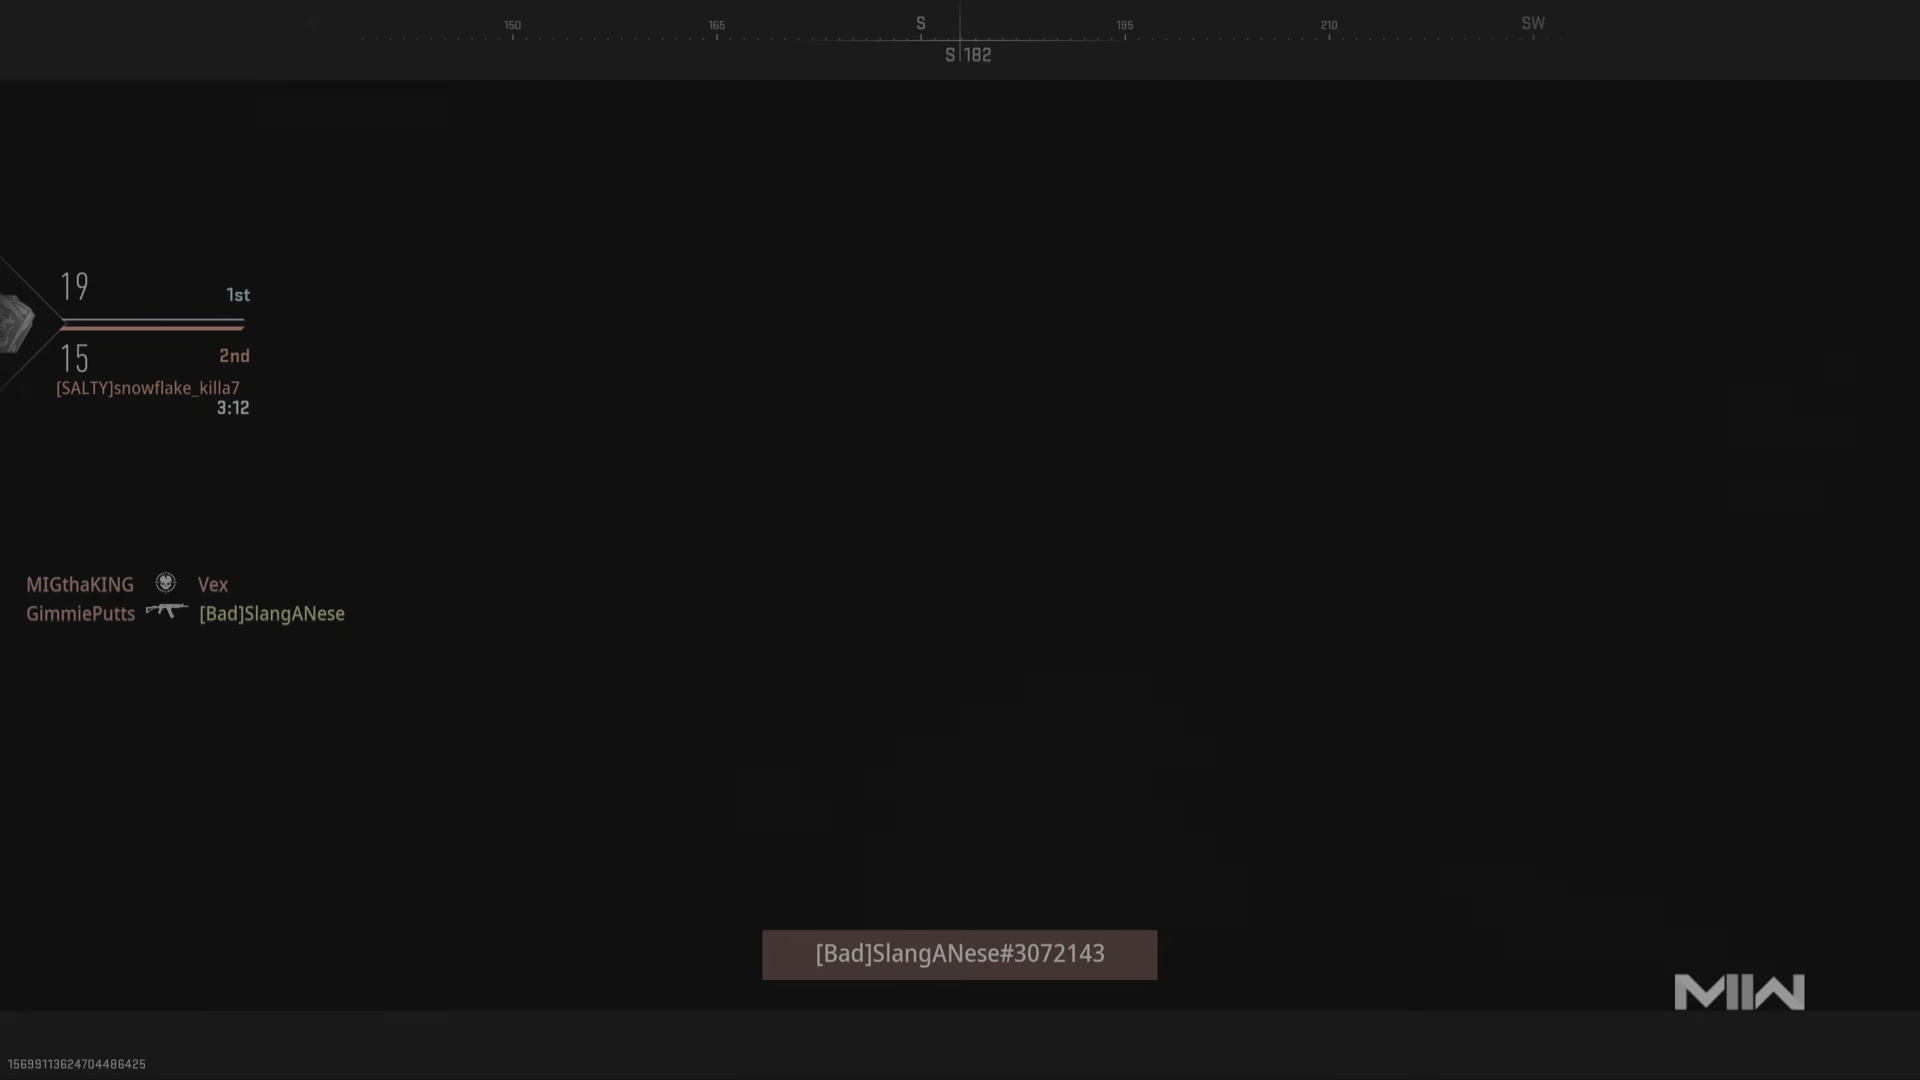 150 165 S 195 210 SW
S 182
19 1st
15 2nd
[SALTY]snowflake_killa7
3:12
MIGthaKING Vex
GimmiePutts [Bad]SlangANese
[Bad]SlangANese#3072143
MW
15699113624704486425